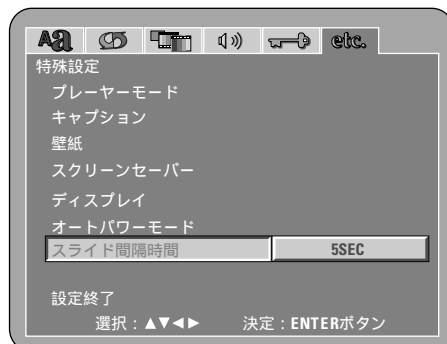 Aa etc.
特殊設定
プレーヤーモード
キャプション
壁紙
スクリーンセーバー
ディスプレイ
オートパワーモード
スライド間隔時間 5SEC
設定終了
選択：▲▼◀▶ 決定：ENTERボタン